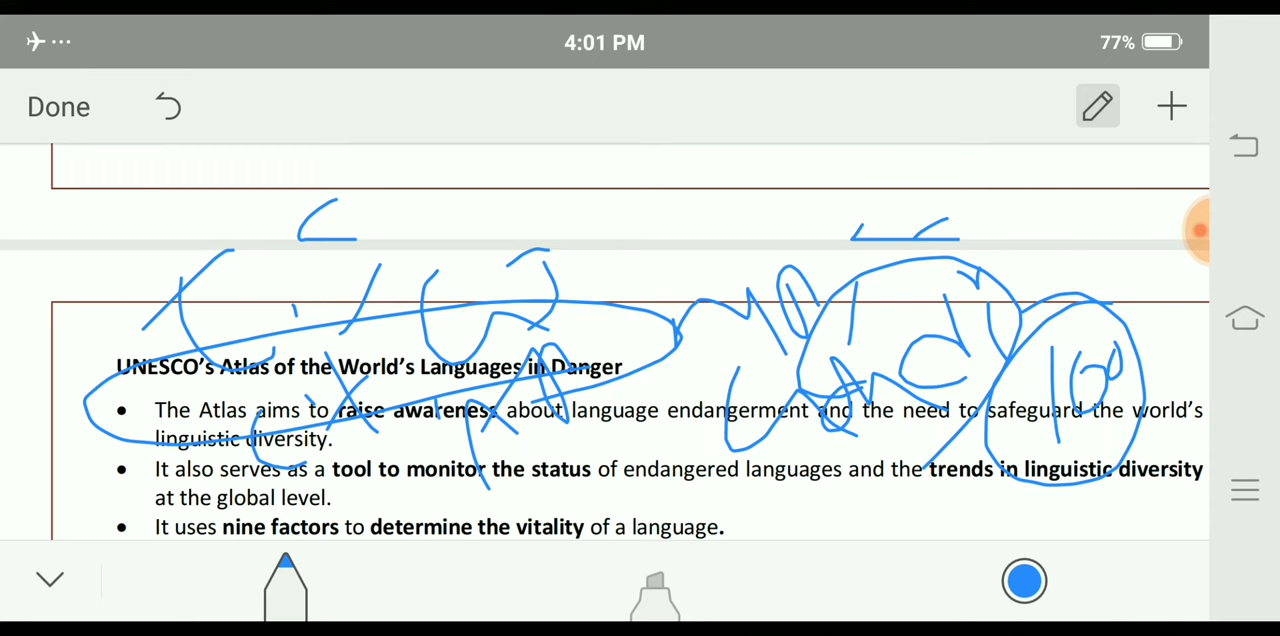 4:01 PM
77%
Done
UNESCO's Atlas of the World's Languages in Danger
• The Atlas aims to raise awareness about language endangerment and the need to safeguard the world's
linguistic diversity.
• It also serves as a tool to monitor the status of endangered languages and the trends in linguistic diversity
at the global level.
• It uses nine factors to determine the vitality of a language.